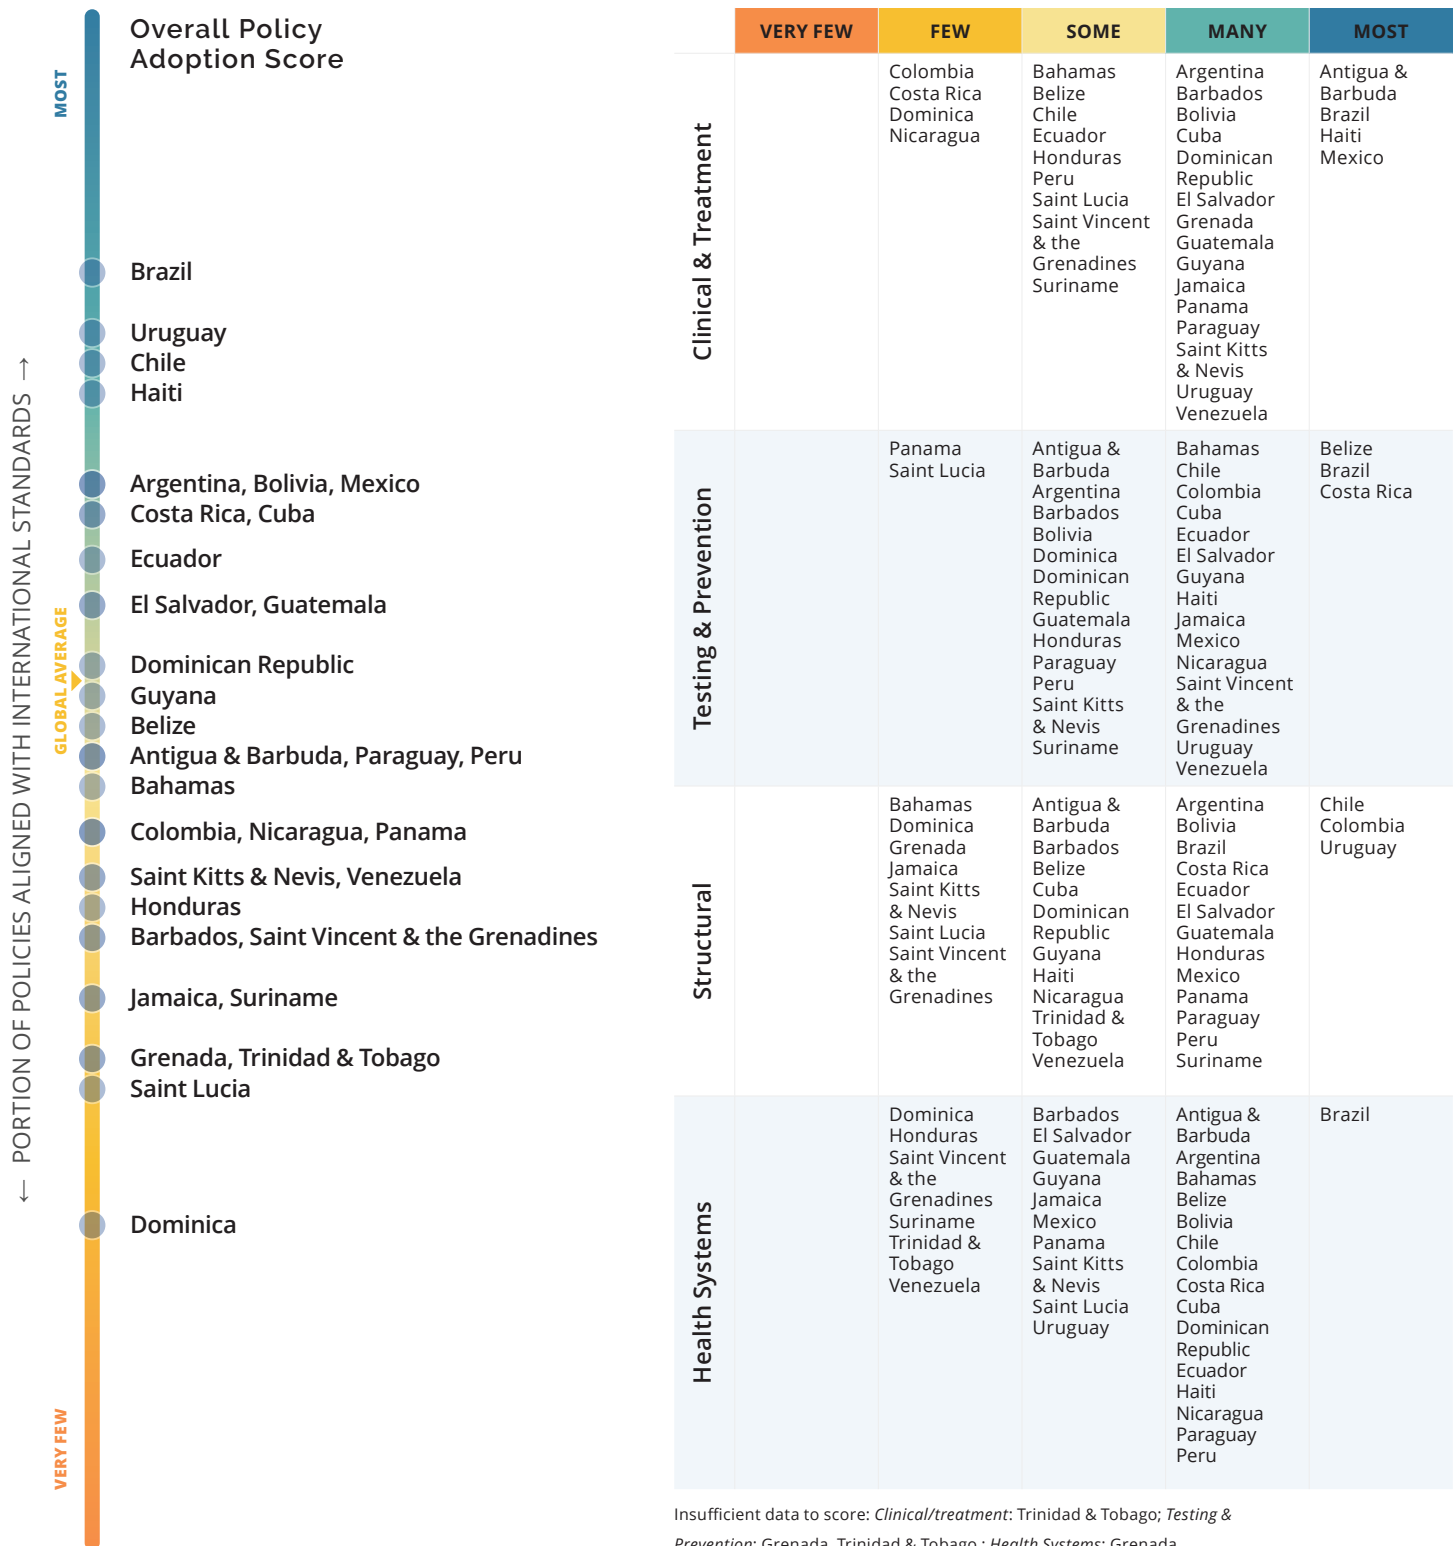 Overall Policy
Adoption Score
MOST
← PORTION OF POLICIES ALIGNED WITH INTERNATIONAL STANDARDS →
GLOBAL AVERAGE
VERY FEW
Brazil
Uruguay
Chile
Haiti
Argentina, Bolivia, Mexico
Costa Rica, Cuba
Ecuador
El Salvador, Guatemala
Dominican Republic
Guyana
Belize
Antigua & Barbuda, Paraguay, Peru
Bahamas
Colombia, Nicaragua, Panama
Saint Kitts & Nevis, Venezuela
Honduras
Barbados, Saint Vincent & the Grenadines
Jamaica, Suriname
Grenada, Trinidad & Tobago
Saint Lucia
Dominica
VERY FEW
FEW
SOME
MANY
MOST
Clinical & Treatment
Colombia
Costa Rica
Dominica
Nicaragua
Bahamas
Belize
Chile
Ecuador
Honduras
Peru
Saint Lucia
Saint Vincent
& the
Grenadines
Suriname
Argentina
Barbados
Bolivia
Cuba
Dominican
Republic
El Salvador
Grenada
Guatemala
Guyana
Jamaica
Panama
Paraguay
Saint Kitts
& Nevis
Uruguay
Venezuela
Antigua &
Barbuda
Brazil
Haiti
Mexico
Testing & Prevention
Panama
Saint Lucia
Antigua &
Barbuda
Argentina
Barbados
Bolivia
Dominica
Dominican
Republic
Guatemala
Honduras
Paraguay
Peru
Saint Kitts
& Nevis
Suriname
Bahamas
Chile
Colombia
Cuba
Ecuador
El Salvador
Guyana
Haiti
Jamaica
Mexico
Nicaragua
Saint Vincent
& the
Grenadines
Uruguay
Venezuela
Belize
Brazil
Costa Rica
Structural
Bahamas
Dominica
Grenada
Jamaica
Saint Kitts
& Nevis
Saint Lucia
Saint Vincent
& the
Grenadines
Antigua &
Barbuda
Barbados
Belize
Cuba
Dominican
Republic
Guyana
Haiti
Nicaragua
Trinidad &
Tobago
Venezuela
Argentina
Bolivia
Brazil
Costa Rica
Ecuador
El Salvador
Guatemala
Honduras
Mexico
Panama
Paraguay
Peru
Suriname
Chile
Colombia
Uruguay
Health Systems
Dominica
Honduras
Saint Vincent
& the
Grenadines
Suriname
Trinidad &
Tobago
Venezuela
Barbados
El Salvador
Guatemala
Guyana
Jamaica
Mexico
Panama
Saint Kitts
& Nevis
Saint Lucia
Uruguay
Antigua &
Barbuda
Argentina
Bahamas
Belize
Bolivia
Chile
Colombia
Costa Rica
Cuba
Dominican
Republic
Ecuador
Haiti
Nicaragua
Paraguay
Peru
Brazil
Insufficient data to score: Clinical/treatment: Trinidad & Tobago; Testing &
Prevention: Grenada, Trinidad & Tobago ; Health Systems: Grenada